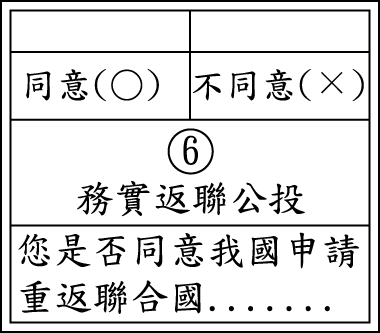 同意(○) 不同意(×)
⑥
務實返聯公投
您是否同意我國申請
重返聯合國.......